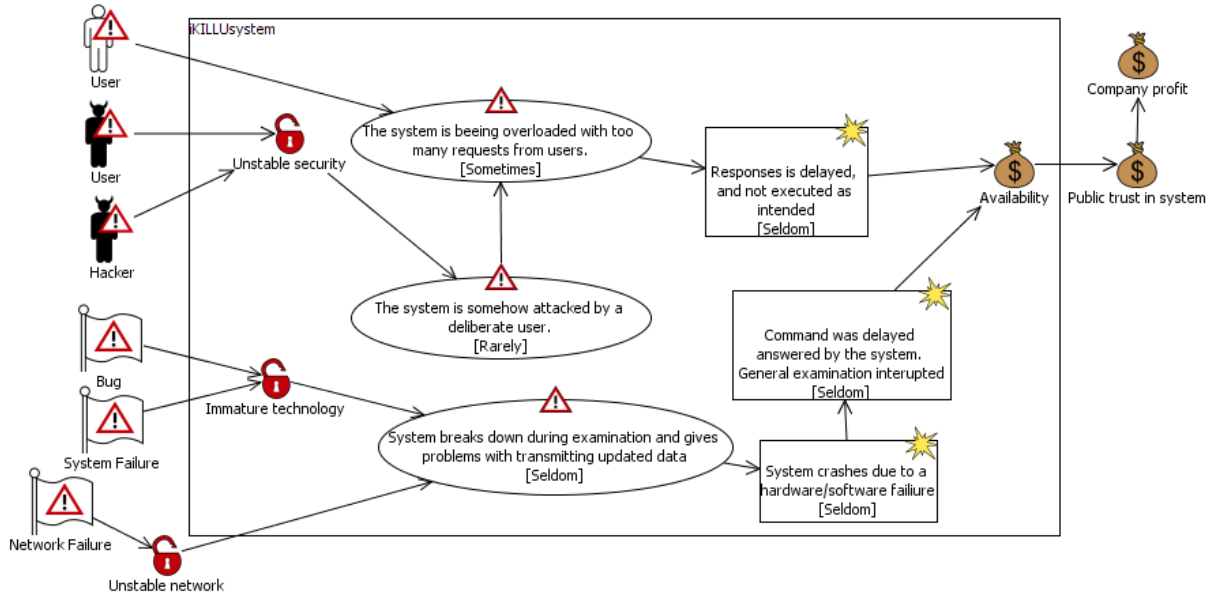 iKILLUsystem
User
User
Hacker
Unstable security
The system is beeing overloaded with too
many requests from users.
[Sometimes]
Responses is delayed,
and not executed as
intended
[Seldom]
Availability
Company profit
Public trust in system
The system is somehow attacked by a
deliberate user.
[Rarely]
Command was delayed
answered by the system.
General examination interupted
[Seldom]
Bug
System Failure
Immature technology
System breaks down during examination and gives
problems with transmitting updated data
[Seldom]
System crashes due to a
hardware/software failiure
[Seldom]
Network Failure
Unstable network